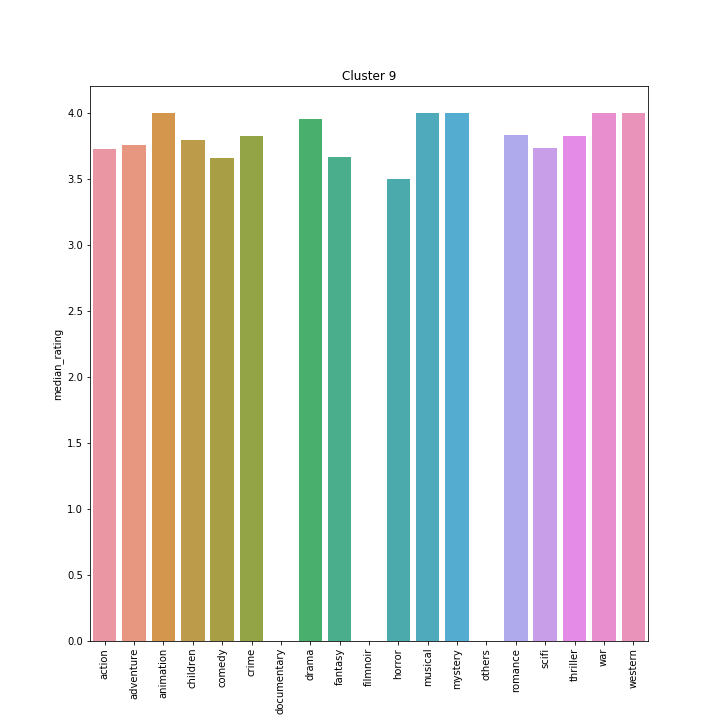 Cluster 9
median_rating
4.0
3.5
3.0
2.5
2.0
1.5
1.0
0.5
0.0
action
adventure
animation
children
comedy
crime
documentary
drama
fantasy
filmnoir
horror
musical
mystery
others
romance
scifi
thriller
war
western